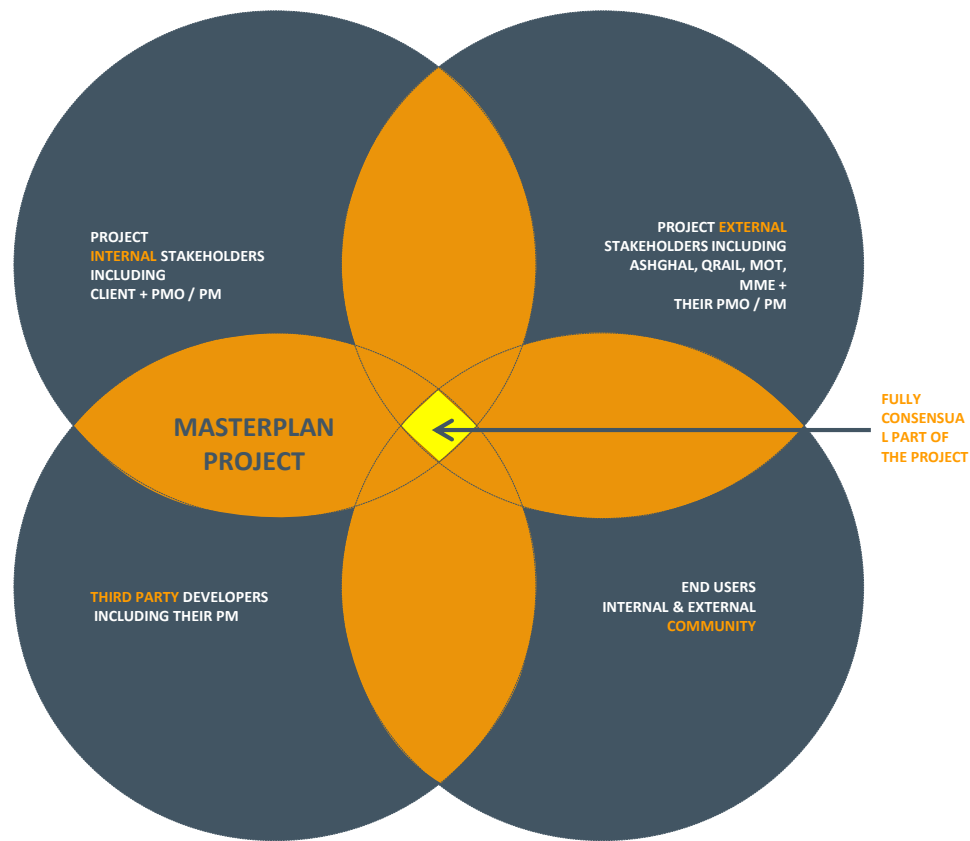 PROJECT
INTERNAL STAKEHOLDERS
INCLUDING
CLIENT + PMO / PM
PROJECT EXTERNAL
STAKEHOLDERS INCLUDING
ASHGHAL, QRAIL, MOT,
MME +
THEIR PMO / PM
MASTERPLAN
PROJECT
FULLY
CONSENSUA
L PART OF
THE PROJECT
THIRD PARTY DEVELOPERS
INCLUDING THEIR PM
END USERS
INTERNAL & EXTERNAL
COMMUNITY